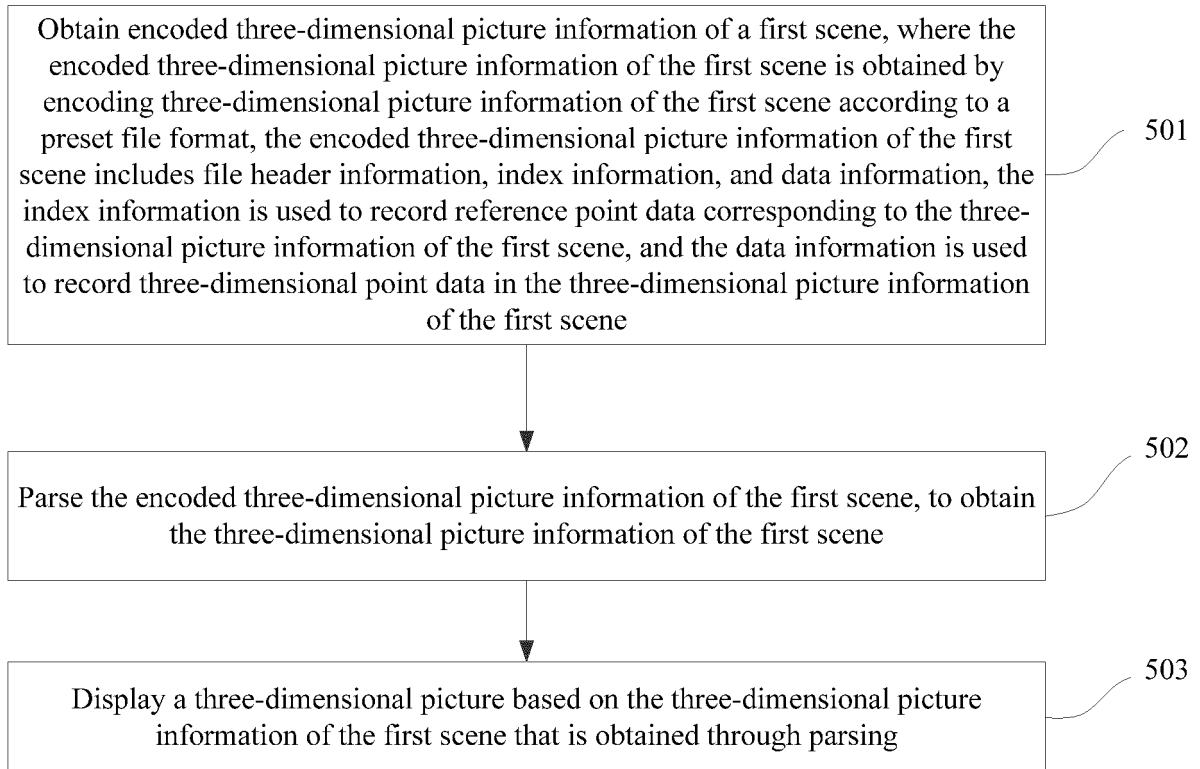 Obtain encoded three-dimensional picture information of a first scene, where the
encoded three-dimensional picture information of the first scene is obtained by
encoding three-dimensional picture information of the first scene according to a
preset file format, the encoded three-dimensional picture information of the first
scene includes file header information, index information, and data information, the
index information is used to record reference point data corresponding to the three-
dimensional picture information of the first scene, and the data information is used
to record three-dimensional point data in the three-dimensional picture information
of the first scene
501
Parse the encoded three-dimensional picture information of the first scene, to obtain
the three-dimensional picture information of the first scene
502
Display a three-dimensional picture based on the three-dimensional picture
information of the first scene that is obtained through parsing
503